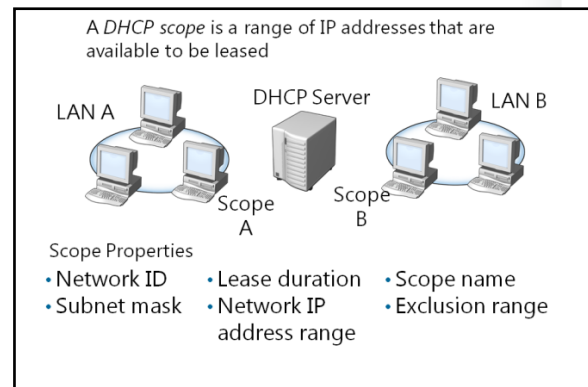 A DHCP scope is a range of IP addresses that are
available to be leased
LAN A
DHCP Server
LAN B
Scope
A
Scope
B
Scope Properties
• Network ID
• Subnet mask
• Lease duration
• Network IP
address range
• Scope name
• Exclusion range